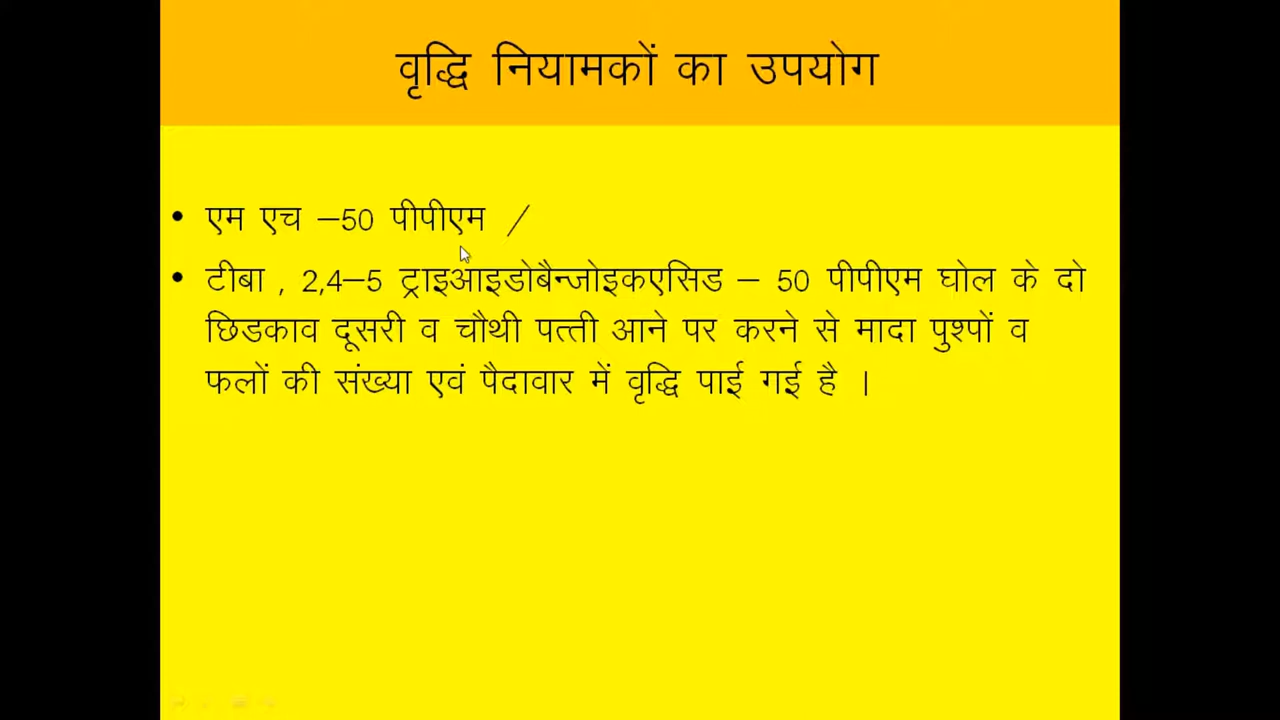 वृद्धि नियामकों का उपयोग
• एम एच –50 पीपीएम /
• टीबा , 2,4–5 ट्राइआइडोबैन्जोइकएसिड – 50 पीपीएम घोल के दो
छिडकाव दूसरी व चौथी पत्ती आने पर करने से मादा पुश्पों व
फलों की संख्या एवं पैदावार में वृद्धि पाई गई है ।